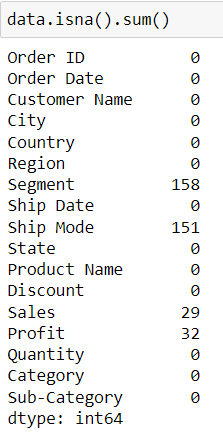 data.isna().sum()
Order ID 0
Order Date 0
Customer Name 0
City 0
Country 0
Region 0
Segment 158
Ship Date 0
Ship Mode 151
State 0
Product Name 0
Discount 0
Sales 29
Profit 32
Quantity 0
Category 0
Sub-Category 0
dtype: int64